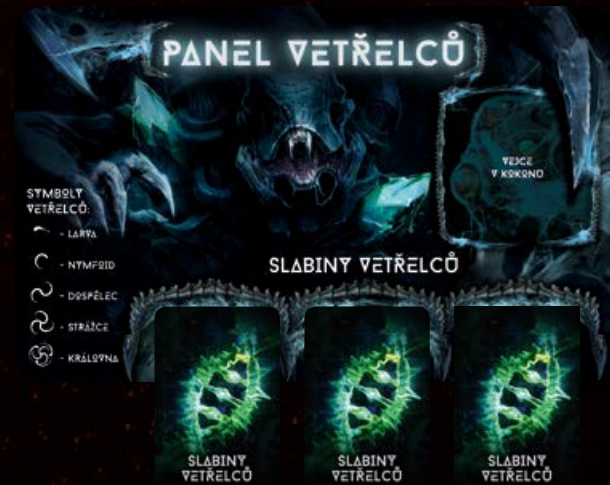 PANEL VETŘELCŮ
VEJCE
V KOKONU
SYMBOLY
VETŘELCŮ:
- LARVA
- NYMFOID
- DOSPĚLEC
- STRÁŽCE
- KRÁLOVNA
SLABINY VETŘELCŮ
SLABINY
VETŘELCŮ
SLABINY
VETŘELCŮ
SLABINY
VETŘELCŮ